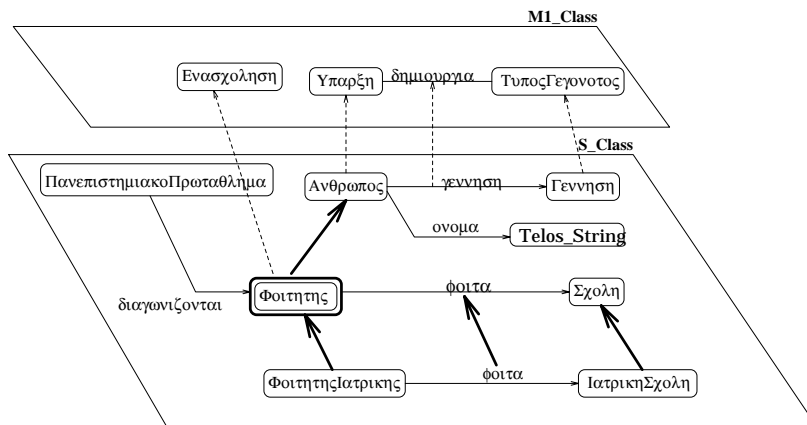 M1_Class
Ενασχοληση
Υπαρξη
δημιουργια
ΤυποςΓεγονοτος
S_Class
ΠανεπιστημιακοΠρωταθλημα
Ανθρωπος
γεννηση
Γεννηση
ονομα
Telos_String
διαγωνιζονται
Φοιτητης
φοιτα
Σχολη
ΦοιτητηςΙατρικης
φοιτα
ΙατρικηΣχολη